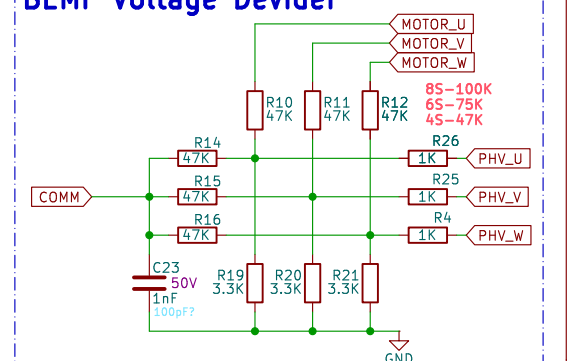 BEMF Voltage Devider
MOTOR_U
MOTOR_V
MOTOR_W
8S-100K
6S-75K
4S-47K
R10
47K
R11
47K
R12
47K
R14
47K
R26
1K
PHV_U
COMM
R15
47K
R25
1K
PHV_V
R16
47K
R4
1K
PHV_W
C23
50V
1nF
100pF?
R19
3.3K
R20
3.3K
R21
3.3K
GND